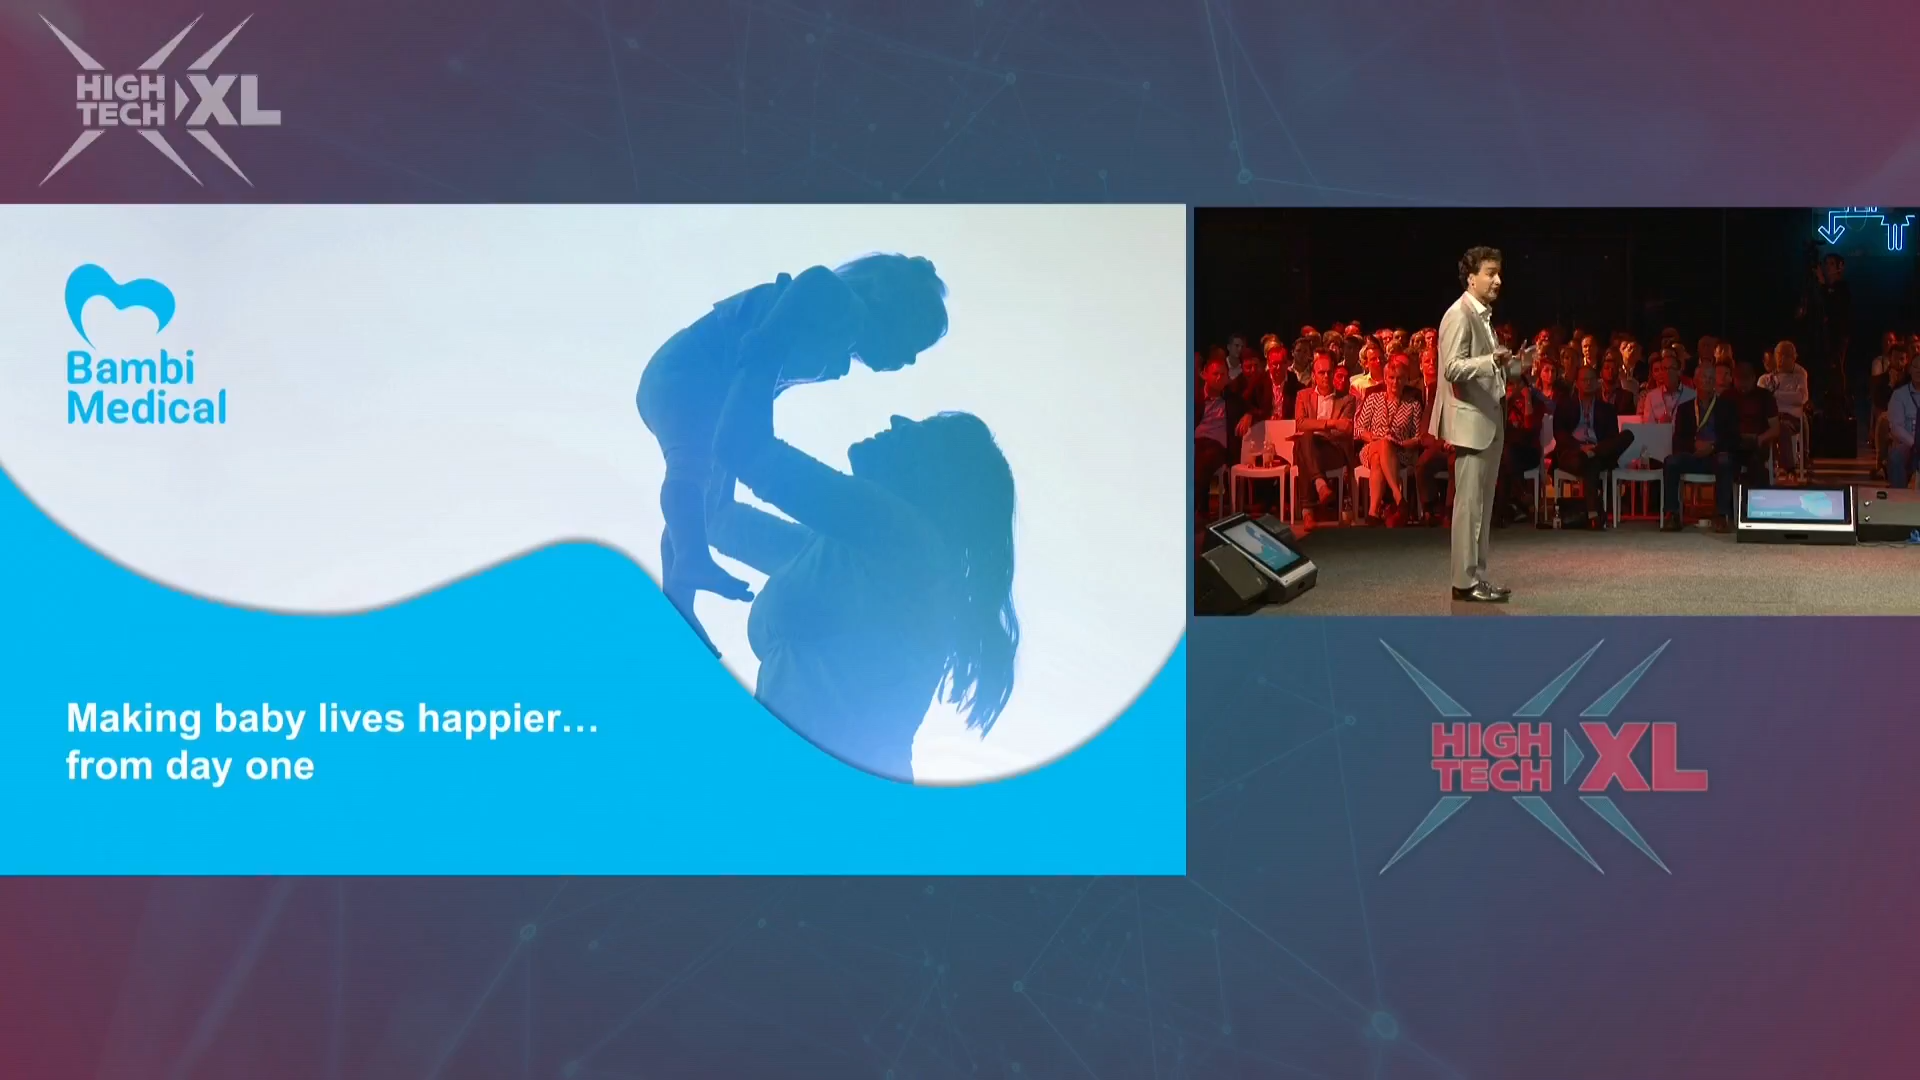 HIGH
TECH XL
Bambi
Medical
Making baby lives happier...
from day one
HIGH
TECH XL